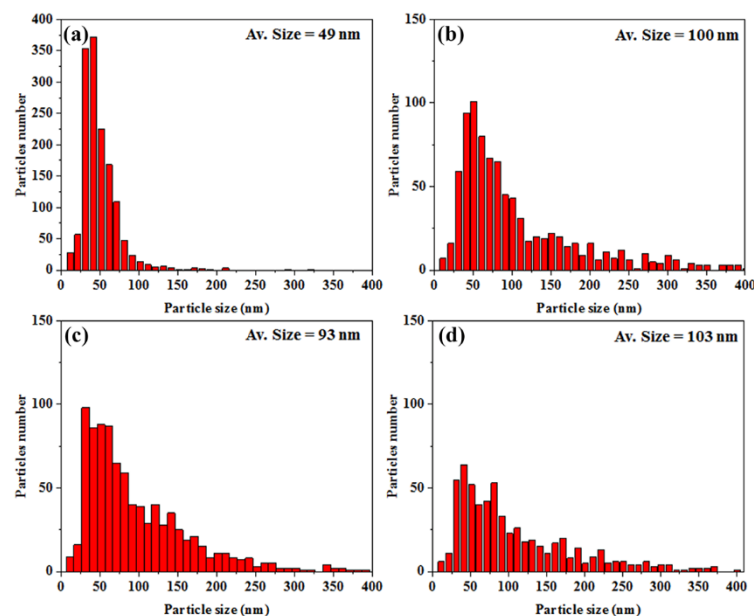 (a)
Av. Size = 49 nm
400
350
300
250
200
150
100
50
0
Particles number
0 50 100 150 200 250 300 350 400
Particle size (nm)
(b)
Av. Size = 100 nm
150
100
50
0
Particles number
0 50 100 150 200 250 300 350 400
Particle size (nm)
(c)
Av. Size = 93 nm
150
100
50
0
Particles number
0 50 100 150 200 250 300 350 400
Particle size (nm)
(d)
Av. Size = 103 nm
150
100
50
0
Particles number
0 50 100 150 200 250 300 350 400
Particle size (nm)